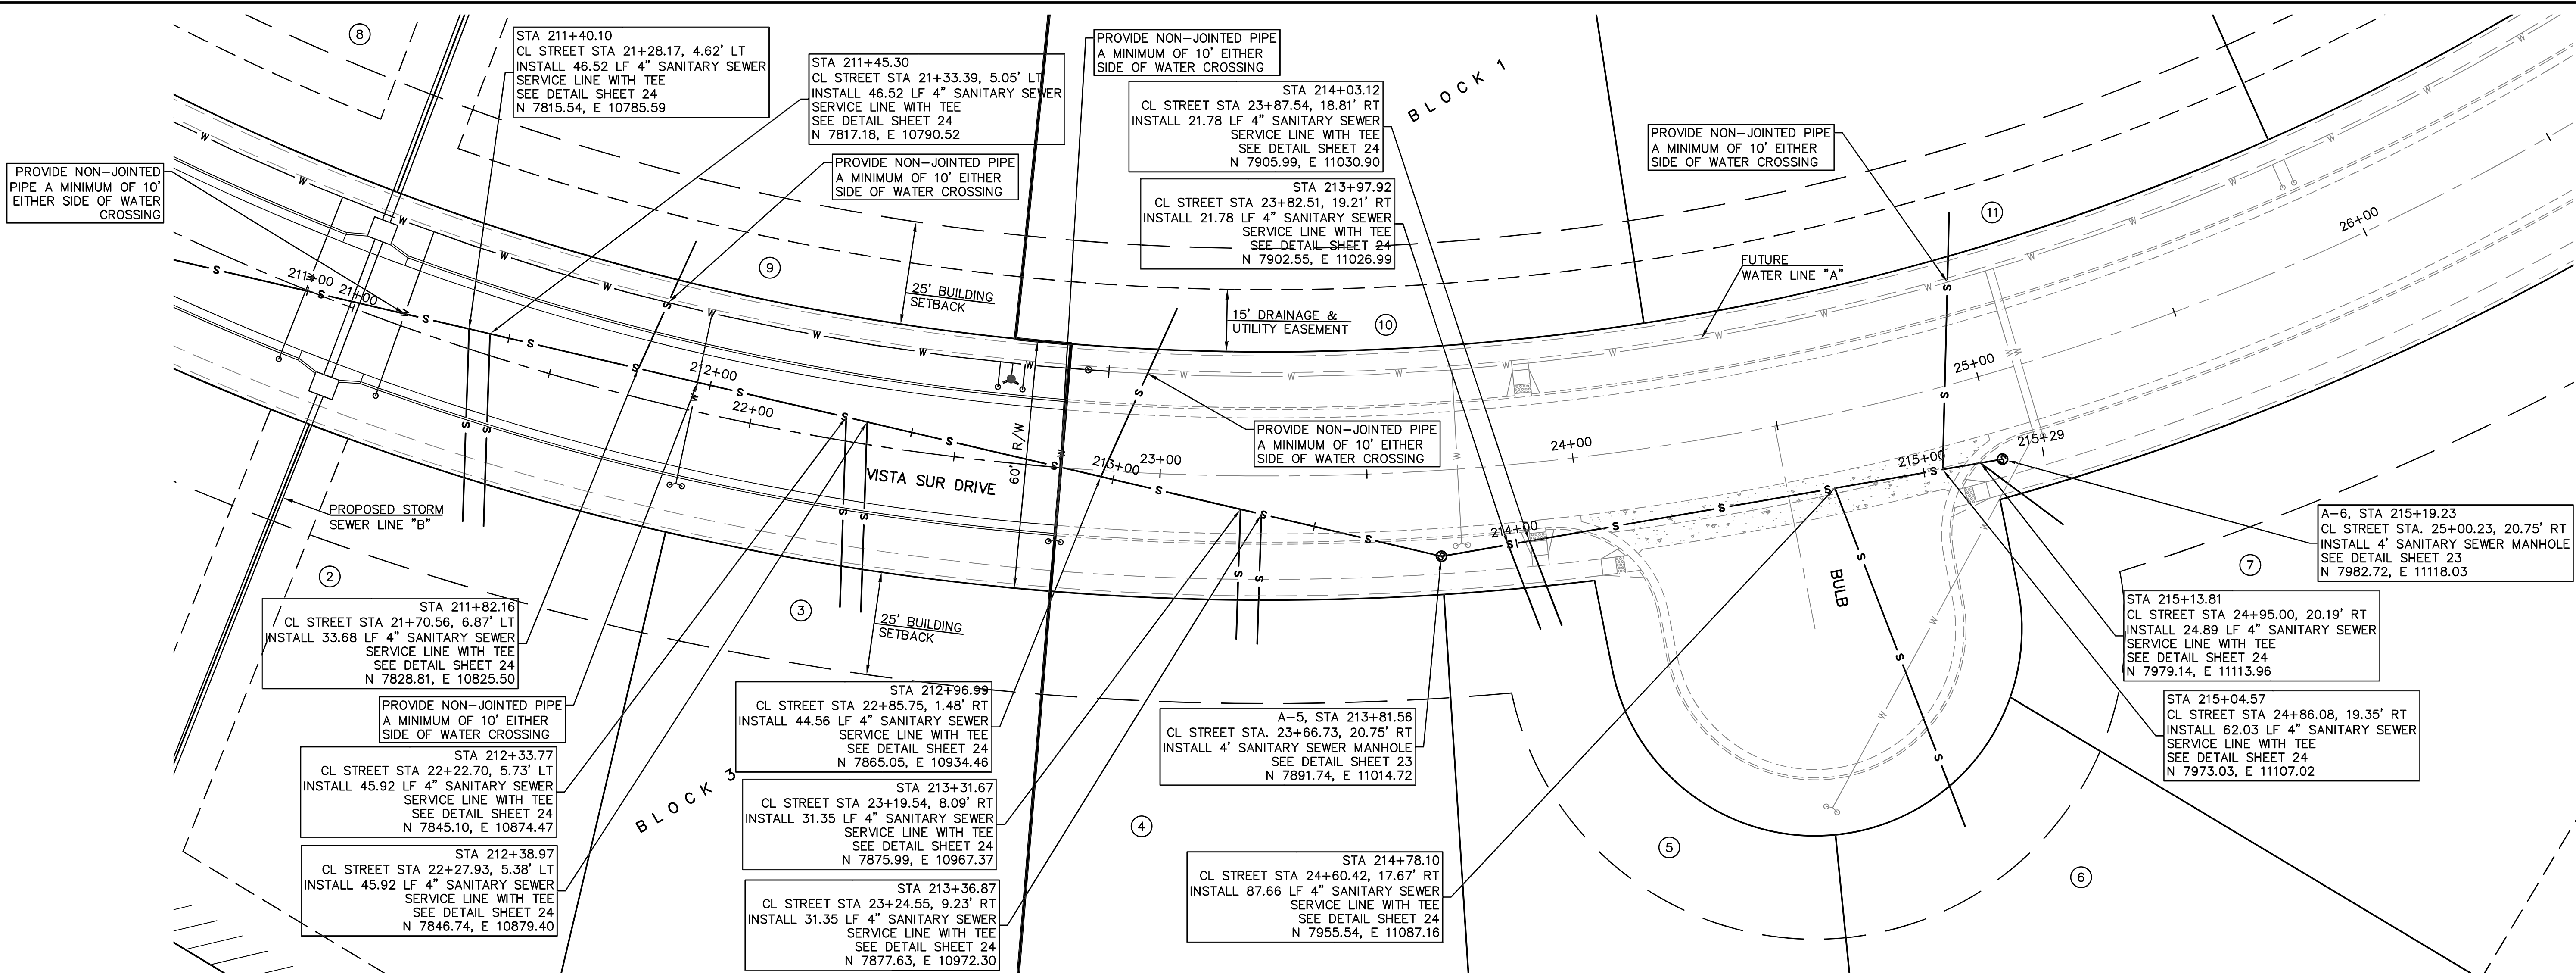 8
STA 211+40.10
CL STREET STA 21+28.17, 4.62' LT
INSTALL 46.52 LF 4" SANITARY SEWER
SERVICE LINE WITH TEE
SEE DETAIL SHEET 24
N 7815.54, E 10785.59
STA 211+45.30
CL STREET STA 21+33.39, 5.05' LT
INSTALL 46.52 LF 4" SANITARY SEWER
SERVICE LINE WITH TEE
SEE DETAIL SHEET 24
N 7817.18, E 10790.52
PROVIDE NON-JOINTED PIPE
A MINIMUM OF 10' EITHER
SIDE OF WATER CROSSING
STA 214+03.12
CL STREET STA 23+87.54, 18.81' RT
INSTALL 21.78 LF 4" SANITARY SEWER
SERVICE LINE WITH TEE
SEE DETAIL SHEET 24
N 7905.99, E 11030.90
BLOCK 1
PROVIDE NON-JOINTED PIPE
A MINIMUM OF 10' EITHER
SIDE OF WATER CROSSING
PROVIDE NON-JOINTED
PIPE A MINIMUM OF 10'
EITHER SIDE OF WATER
CROSSING
PROVIDE NON-JOINTED PIPE
A MINIMUM OF 10' EITHER
SIDE OF WATER CROSSING
STA 213+97.92
CL STREET STA 23+82.51, 19.21' RT
INSTALL 21.78 LF 4" SANITARY SEWER
SERVICE LINE WITH TEE
SEE DETAIL SHEET 24
N 7902.55, E 11026.99
11
26+00
9
25' BUILDING
SETBACK
FUTURE
WATER LINE "A"
211+00
21+00
15' DRAINAGE &
UTILITY EASEMENT
10
212+00
22+00
25+00
60' R/W
PROVIDE NON-JOINTED PIPE
A MINIMUM OF 10' EITHER
SIDE OF WATER CROSSING
24+00
215+29
213+00
23+00
215+00
VISTA SUR DRIVE
PROPOSED STORM
SEWER LINE "B"
214+00
A-6, STA 215+19.23
CL STREET STA. 25+00.23, 20.75' RT
INSTALL 4' SANITARY SEWER MANHOLE
SEE DETAIL SHEET 23
N 7982.72, E 11118.03
2
3
7
BULB
STA 211+82.16
CL STREET STA 21+70.56, 6.87' LT
INSTALL 33.68 LF 4" SANITARY SEWER
SERVICE LINE WITH TEE
SEE DETAIL SHEET 24
N 7828.81, E 10825.50
25' BUILDING
SETBACK
STA 215+13.81
CL STREET STA 24+95.00, 20.19' RT
INSTALL 24.89 LF 4" SANITARY SEWER
SERVICE LINE WITH TEE
SEE DETAIL SHEET 24
N 7979.14, E 11113.96
PROVIDE NON-JOINTED PIPE
A MINIMUM OF 10' EITHER
SIDE OF WATER CROSSING
STA 212+96.99
CL STREET STA 22+85.75, 1.48' RT
INSTALL 44.56 LF 4" SANITARY SEWER
SERVICE LINE WITH TEE
SEE DETAIL SHEET 24
N 7865.05, E 10934.46
A-5, STA 213+81.56
CL STREET STA. 23+66.73, 20.75' RT
INSTALL 4' SANITARY SEWER MANHOLE
SEE DETAIL SHEET 23
N 7891.74, E 11014.72
STA 215+04.57
CL STREET STA 24+86.08, 19.35' RT
INSTALL 62.03 LF 4" SANITARY SEWER
SERVICE LINE WITH TEE
SEE DETAIL SHEET 24
N 7973.03, E 11107.02
STA 212+33.77
CL STREET STA 22+22.70, 5.73' LT
INSTALL 45.92 LF 4" SANITARY SEWER
SERVICE LINE WITH TEE
SEE DETAIL SHEET 24
N 7845.10, E 10874.47
BLOCK 3
STA 213+31.67
CL STREET STA 23+19.54, 8.09' RT
INSTALL 31.35 LF 4" SANITARY SEWER
SERVICE LINE WITH TEE
SEE DETAIL SHEET 24
N 7875.99, E 10967.37
4
5
6
STA 212+38.97
CL STREET STA 22+27.93, 5.38' LT
INSTALL 45.92 LF 4" SANITARY SEWER
SERVICE LINE WITH TEE
SEE DETAIL SHEET 24
N 7846.74, E 10879.40
STA 213+36.87
CL STREET STA 23+24.55, 9.23' RT
INSTALL 31.35 LF 4" SANITARY SEWER
SERVICE LINE WITH TEE
SEE DETAIL SHEET 24
N 7877.63, E 10972.30
STA 214+78.10
CL STREET STA 24+60.42, 17.67' RT
INSTALL 87.66 LF 4" SANITARY SEWER
SERVICE LINE WITH TEE
SEE DETAIL SHEET 24
N 7955.54, E 11087.16